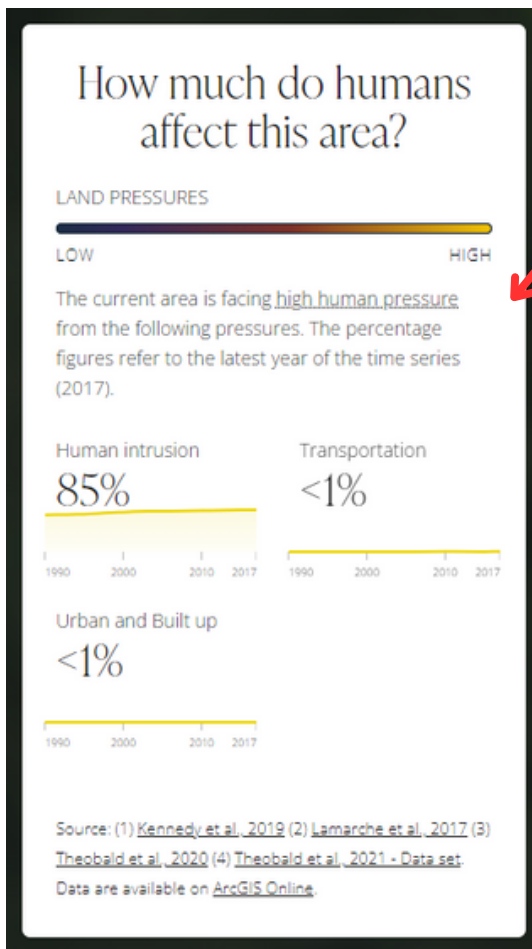 How much do humans
affect this area?
LAND PRESSURES
LOW HIGH
The current area is facing high human pressure
from the following pressures. The percentage
figures refer to the latest year of the time series
(2017).
Human intrusion Transportation
85% <1%
1990 2000 2010 2017 1990 2000 2010 2017
Urban and Built up
<1%
1990 2000 2010 2017
Source: (1) Kennedy et al., 2019 (2) Lamarche et al., 2017 (3)
Theobald et al., 2020 (4) Theobald et al., 2021 - Data set.
Data are available on ArcGIS Online.